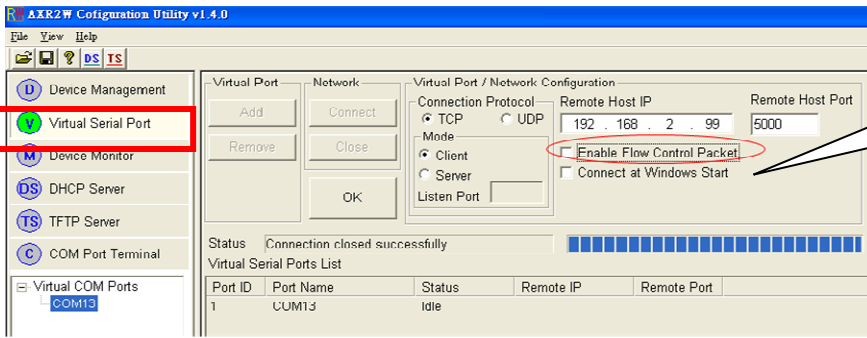 AXR2W Cofiguration Utility v1.4.0
File View Help
DS TS
D Device Management
V Virtual Serial Port
M Device Monitor
DS DHCP Server
TS TFTP Server
C COM Port Terminal
Virtual COM Ports
COM13
Virtual Port
Add
Remove
Network
Connect
Close
OK
Virtual Port / Network Configuration
Connection Protocol
TCP UDP
Mode
Client
Server
Listen Port
Remote Host IP
192 . 168 . 2 . 99
Remote Host Port
5000
Enable Flow Control Packet
Connect at Windows Start
Status Connection closed successfully
Virtual Serial Ports List
Port ID Port Name Status Remote IP Remote Port
1 COM13 Idle